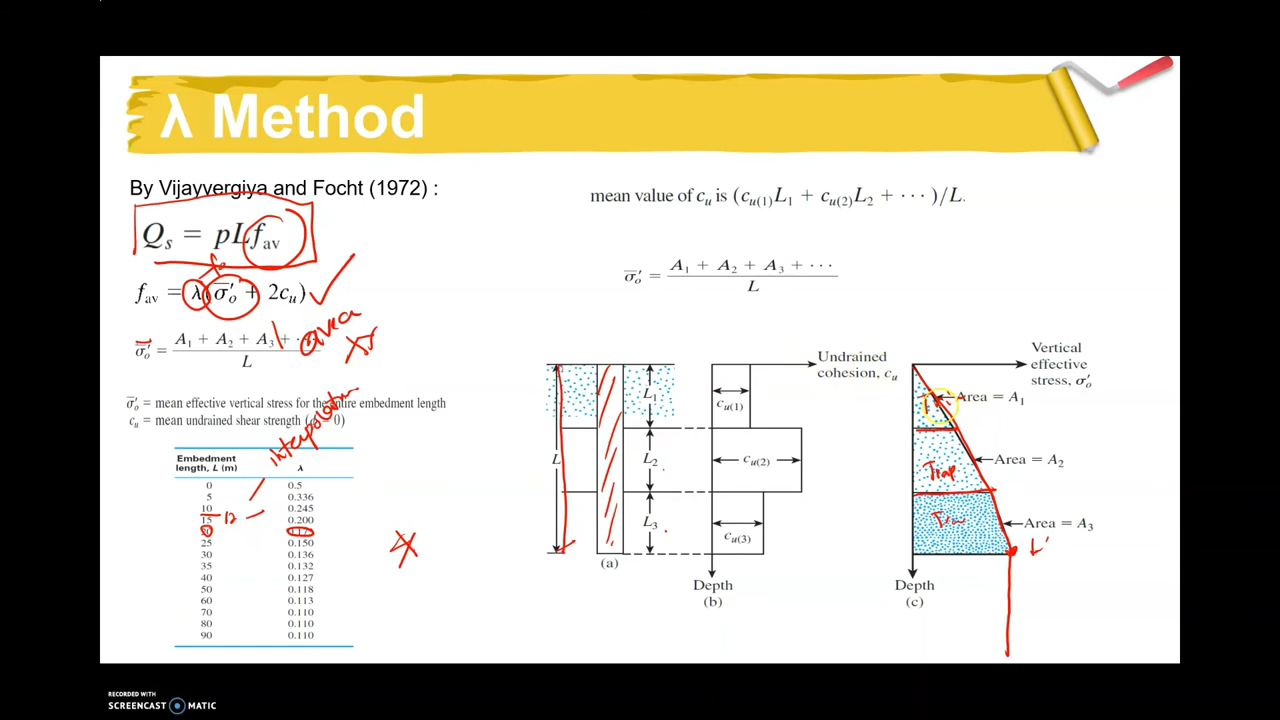 λ Method
By Vijayvergiya and Focht (1972) :
Qs = pLfav
fav = λ(σ̄′o + 2cu)
area
σ̄′o = A1 + A2 + A3 + ··· / L
σ̄′o = mean effective vertical stress for the entire embedment length
cu = mean undrained shear strength ( = 0)
interpolation
Embedment
length, L (m) λ
0 0.5
5 0.336
10 0.245
15 12 0.200
20
25 0.150
30 0.136
35 0.132
40 0.127
50 0.118
60 0.113
70 0.110
80 0.110
90 0.110
mean value of cu is (cu(1)L1 + cu(2)L2 + ···)/L.
σ̄′o = A1 + A2 + A3 + ··· / L
L
L1
L2
L3
(a)
Undrained
cohesion, cu
cu(1)
cu(2)
cu(3)
Depth
(b)
Vertical
effective
stress, σ′o
Area = A1
Trap
Area = A2
Area = A3
L'
Depth
(c)
RECORDED WITH
SCREENCAST MATIC